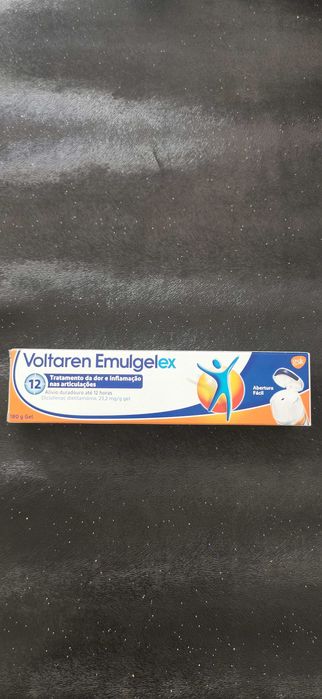 Voltaren Emulgelex
12
Tratamento da dor e inflamação
nas articulações
Alívio duradouro até 12 horas
Diclofenac dietilamónio, 23,2 mg/g gel
gsk
Abertura
Fácil
180 g Gel